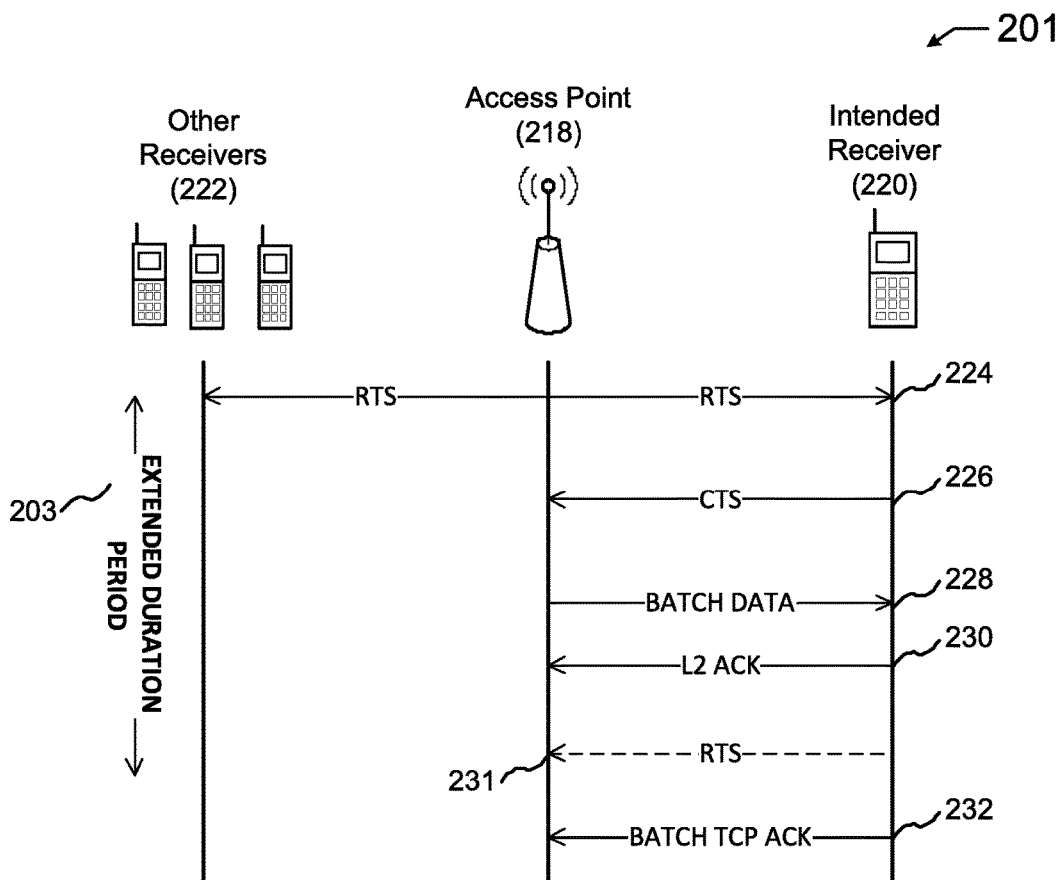 201
Other
Receivers
(222)
Access Point
(218)
Intended
Receiver
(220)
RTS
RTS
224
203
EXTENDED DURATION
PERIOD
CTS
226
BATCH DATA
228
L2 ACK
230
RTS
231
BATCH TCP ACK
232